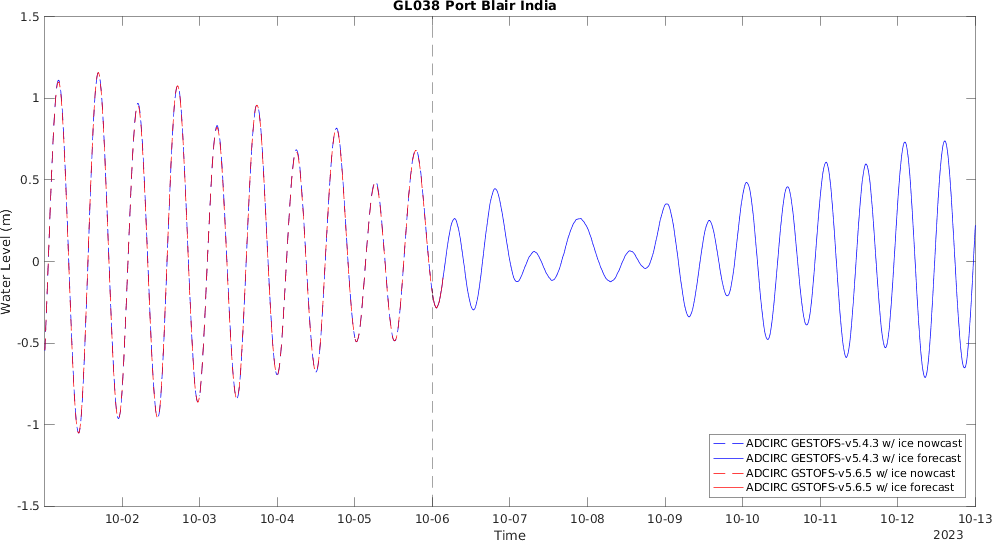 GL038 Port Blair India
1.5
1
0.5
0
-0.5
-1
-1.5
Water Level (m)
10-02 10-03 10-04 10-05 10-06 10-07 10-08 10-09 10-10 10-11 10-12 10-13
Time
2023
ADCIRC GESTOFS-v5.4.3 w/ ice nowcast
ADCIRC GESTOFS-v5.4.3 w/ ice forecast
ADCIRC GSTOFS-v5.6.5 w/ ice nowcast
ADCIRC GSTOFS-v5.6.5 w/ ice forecast